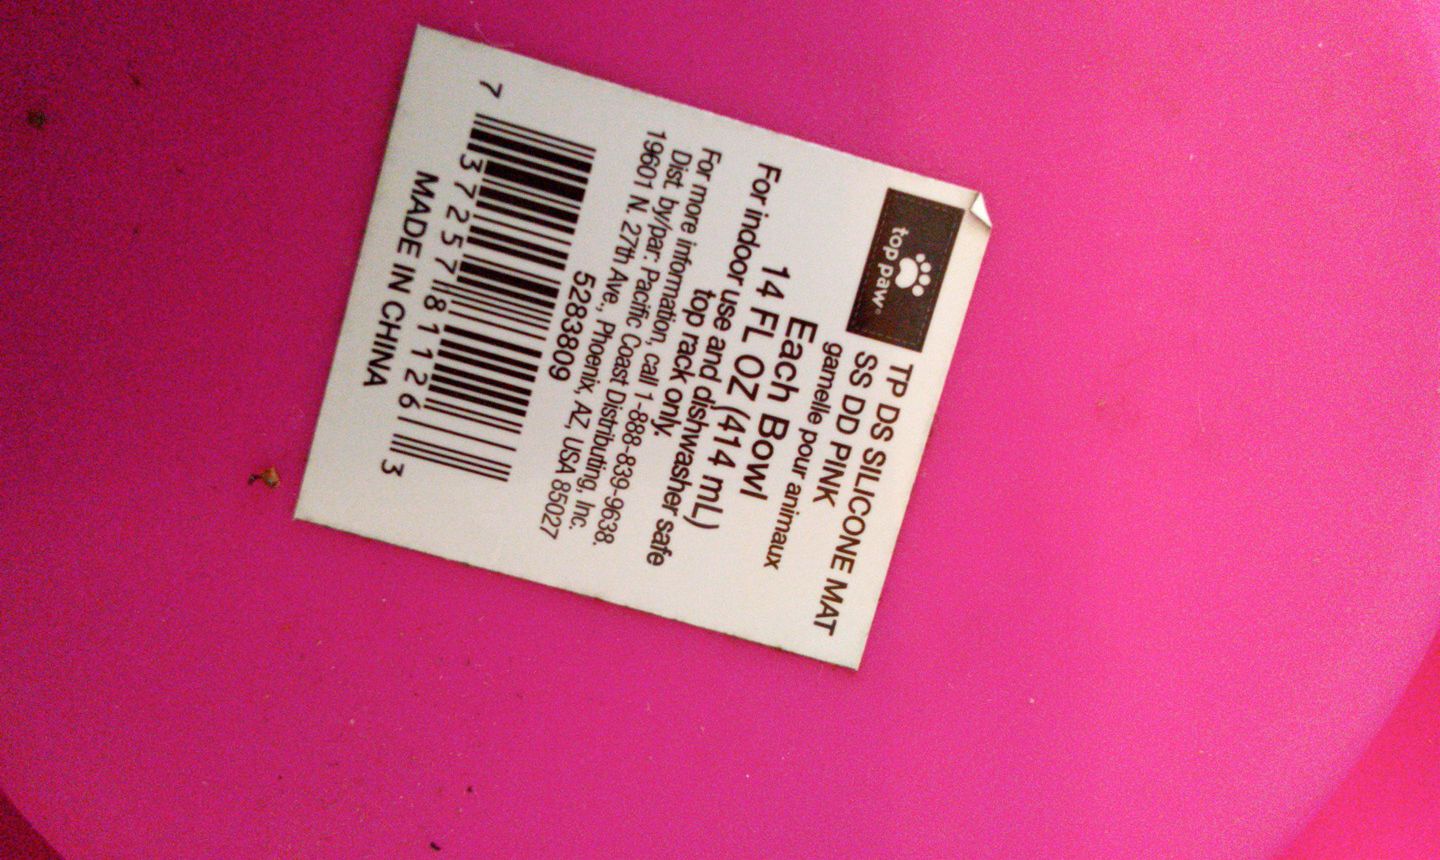 top paw®
TP DS SILICONE MAT
SS DD PINK
gamelle pour animaux
Each Bowl
14 FL OZ (414 mL)
For indoor use and dishwasher safe
top rack only.
For more information, call 1-888-839-9638.
Dist. by/par: Pacific Coast Distributing, Inc.
19601 N. 27th Ave., Phoenix, AZ, USA 85027
5283809
7 37257 81126 3
MADE IN CHINA